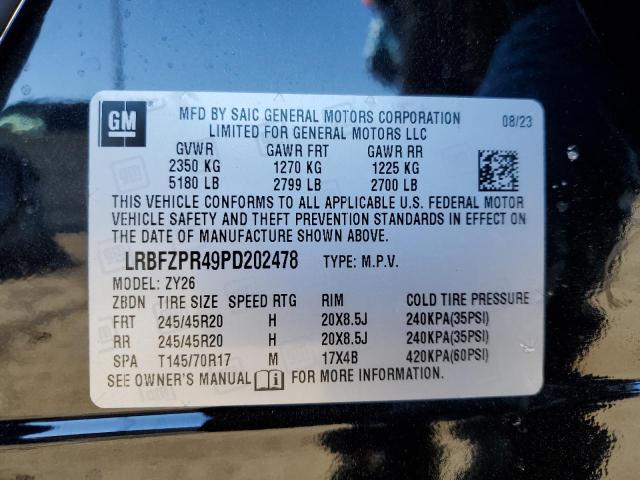 GM
MFD BY SAIC GENERAL MOTORS CORPORATION 08/23
LIMITED FOR GENERAL MOTORS LLC
GVWR GAWR FRT GAWR RR
2350 KG 1270 KG 1225 KG
5180 LB 2799 LB 2700 LB
THIS VEHICLE CONFORMS TO ALL APPLICABLE U.S. FEDERAL MOTOR
VEHICLE SAFETY AND THEFT PREVENTION STANDARDS IN EFFECT ON
THE DATE OF MANUFACTURE SHOWN ABOVE.
LRBFZPR49PD202478 TYPE: M.P.V.
MODEL: ZY26
ZBDN TIRE SIZE SPEED RTG RIM COLD TIRE PRESSURE
FRT 245/45R20 H 20X8.5J 240KPA(35PSI)
RR 245/45R20 H 20X8.5J 240KPA(35PSI)
SPA T145/70R17 M 17X4B 420KPA(60PSI)
SEE OWNER'S MANUAL FOR MORE INFORMATION.